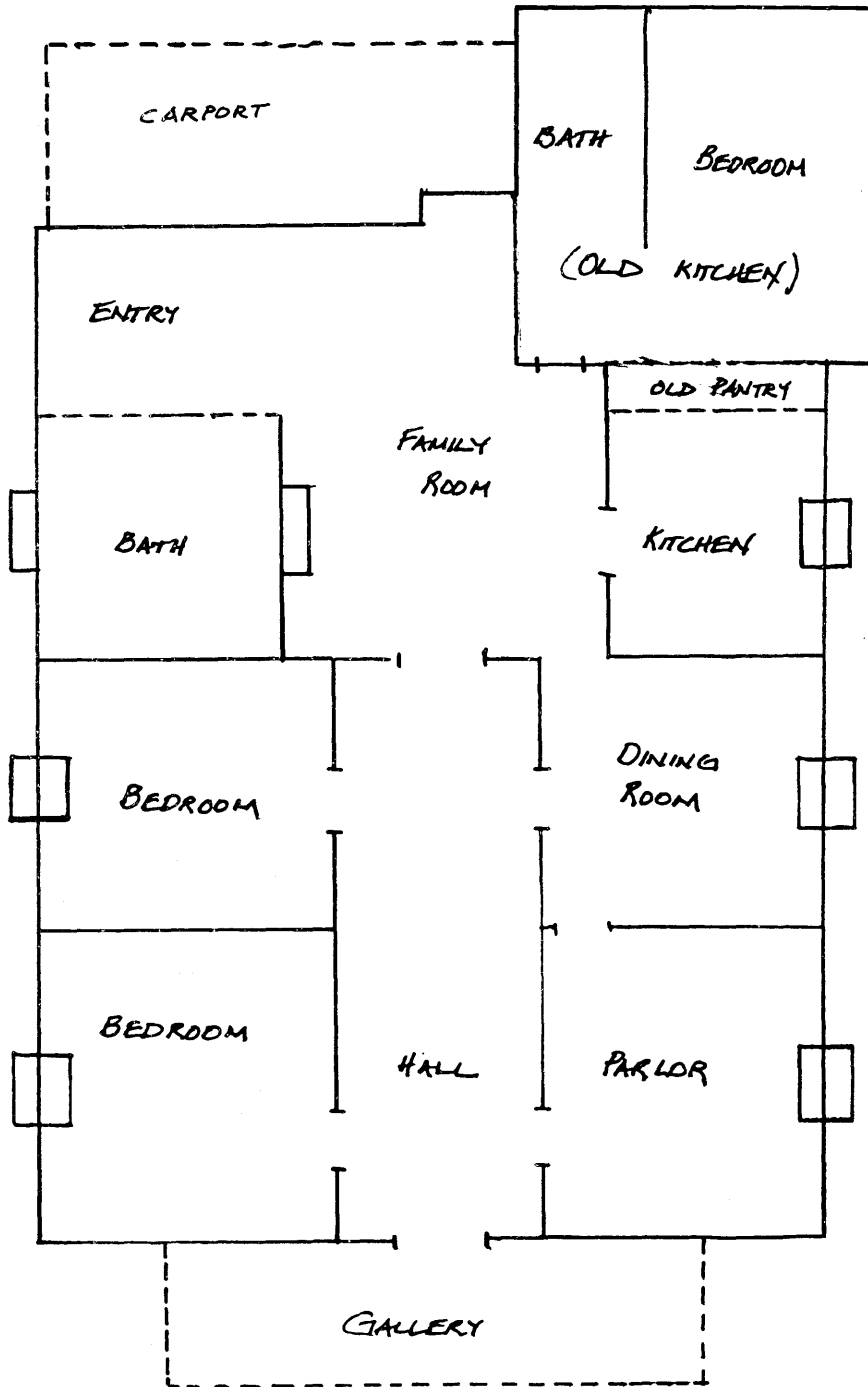 CARPORT
BATH
BEDROOM
(OLD KITCHEN)
ENTRY
OLD PANTRY
FAMILY
ROOM
BATH
KITCHEN
DINING
ROOM
BEDROOM
BEDROOM
HALL
PARLOR
GALLERY